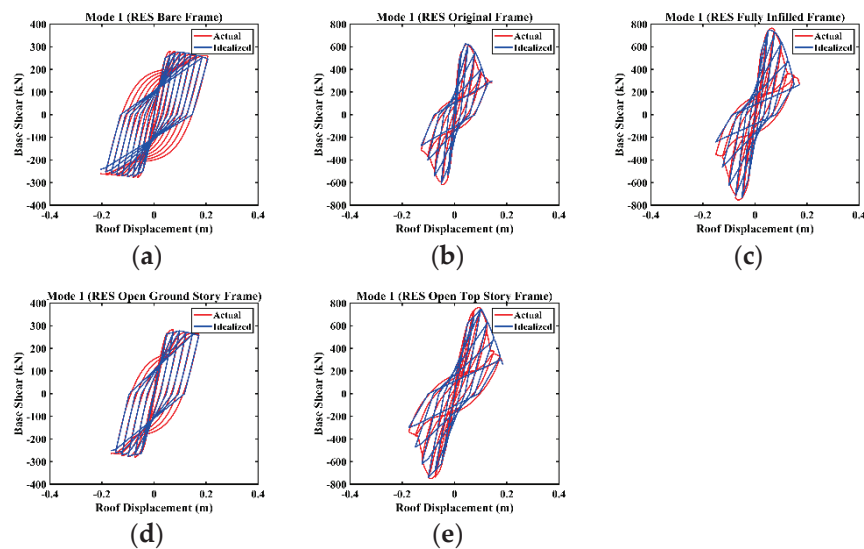 Mode 1 (RES Bare Frame)
Actual
Idealized
Base Shear (kN)
400
300
200
100
0
-100
-200
-300
-400
-0.4 -0.2 0 0.2 0.4
Roof Displacement (m)
(a)
Mode 1 (RES Original Frame)
Actual
Idealized
Base Shear (kN)
800
600
400
200
0
-200
-400
-600
-800
-0.4 -0.2 0 0.2 0.4
Roof Displacement (m)
(b)
Mode 1 (RES Fully Infilled Frame)
Actual
Idealized
Base Shear (kN)
800
600
400
200
0
-200
-400
-600
-800
-0.4 -0.2 0 0.2 0.4
Roof Displacement (m)
(c)
Mode 1 (RES Open Ground Story Frame)
Actual
Idealized
Base Shear (kN)
400
300
200
100
0
-100
-200
-300
-400
-0.4 -0.2 0 0.2 0.4
Roof Displacement (m)
(d)
Mode 1 (RES Open Top Story Frame)
Actual
Idealized
Base Shear (kN)
800
600
400
200
0
-200
-400
-600
-800
-0.4 -0.2 0 0.2 0.4
Roof Displacement (m)
(e)